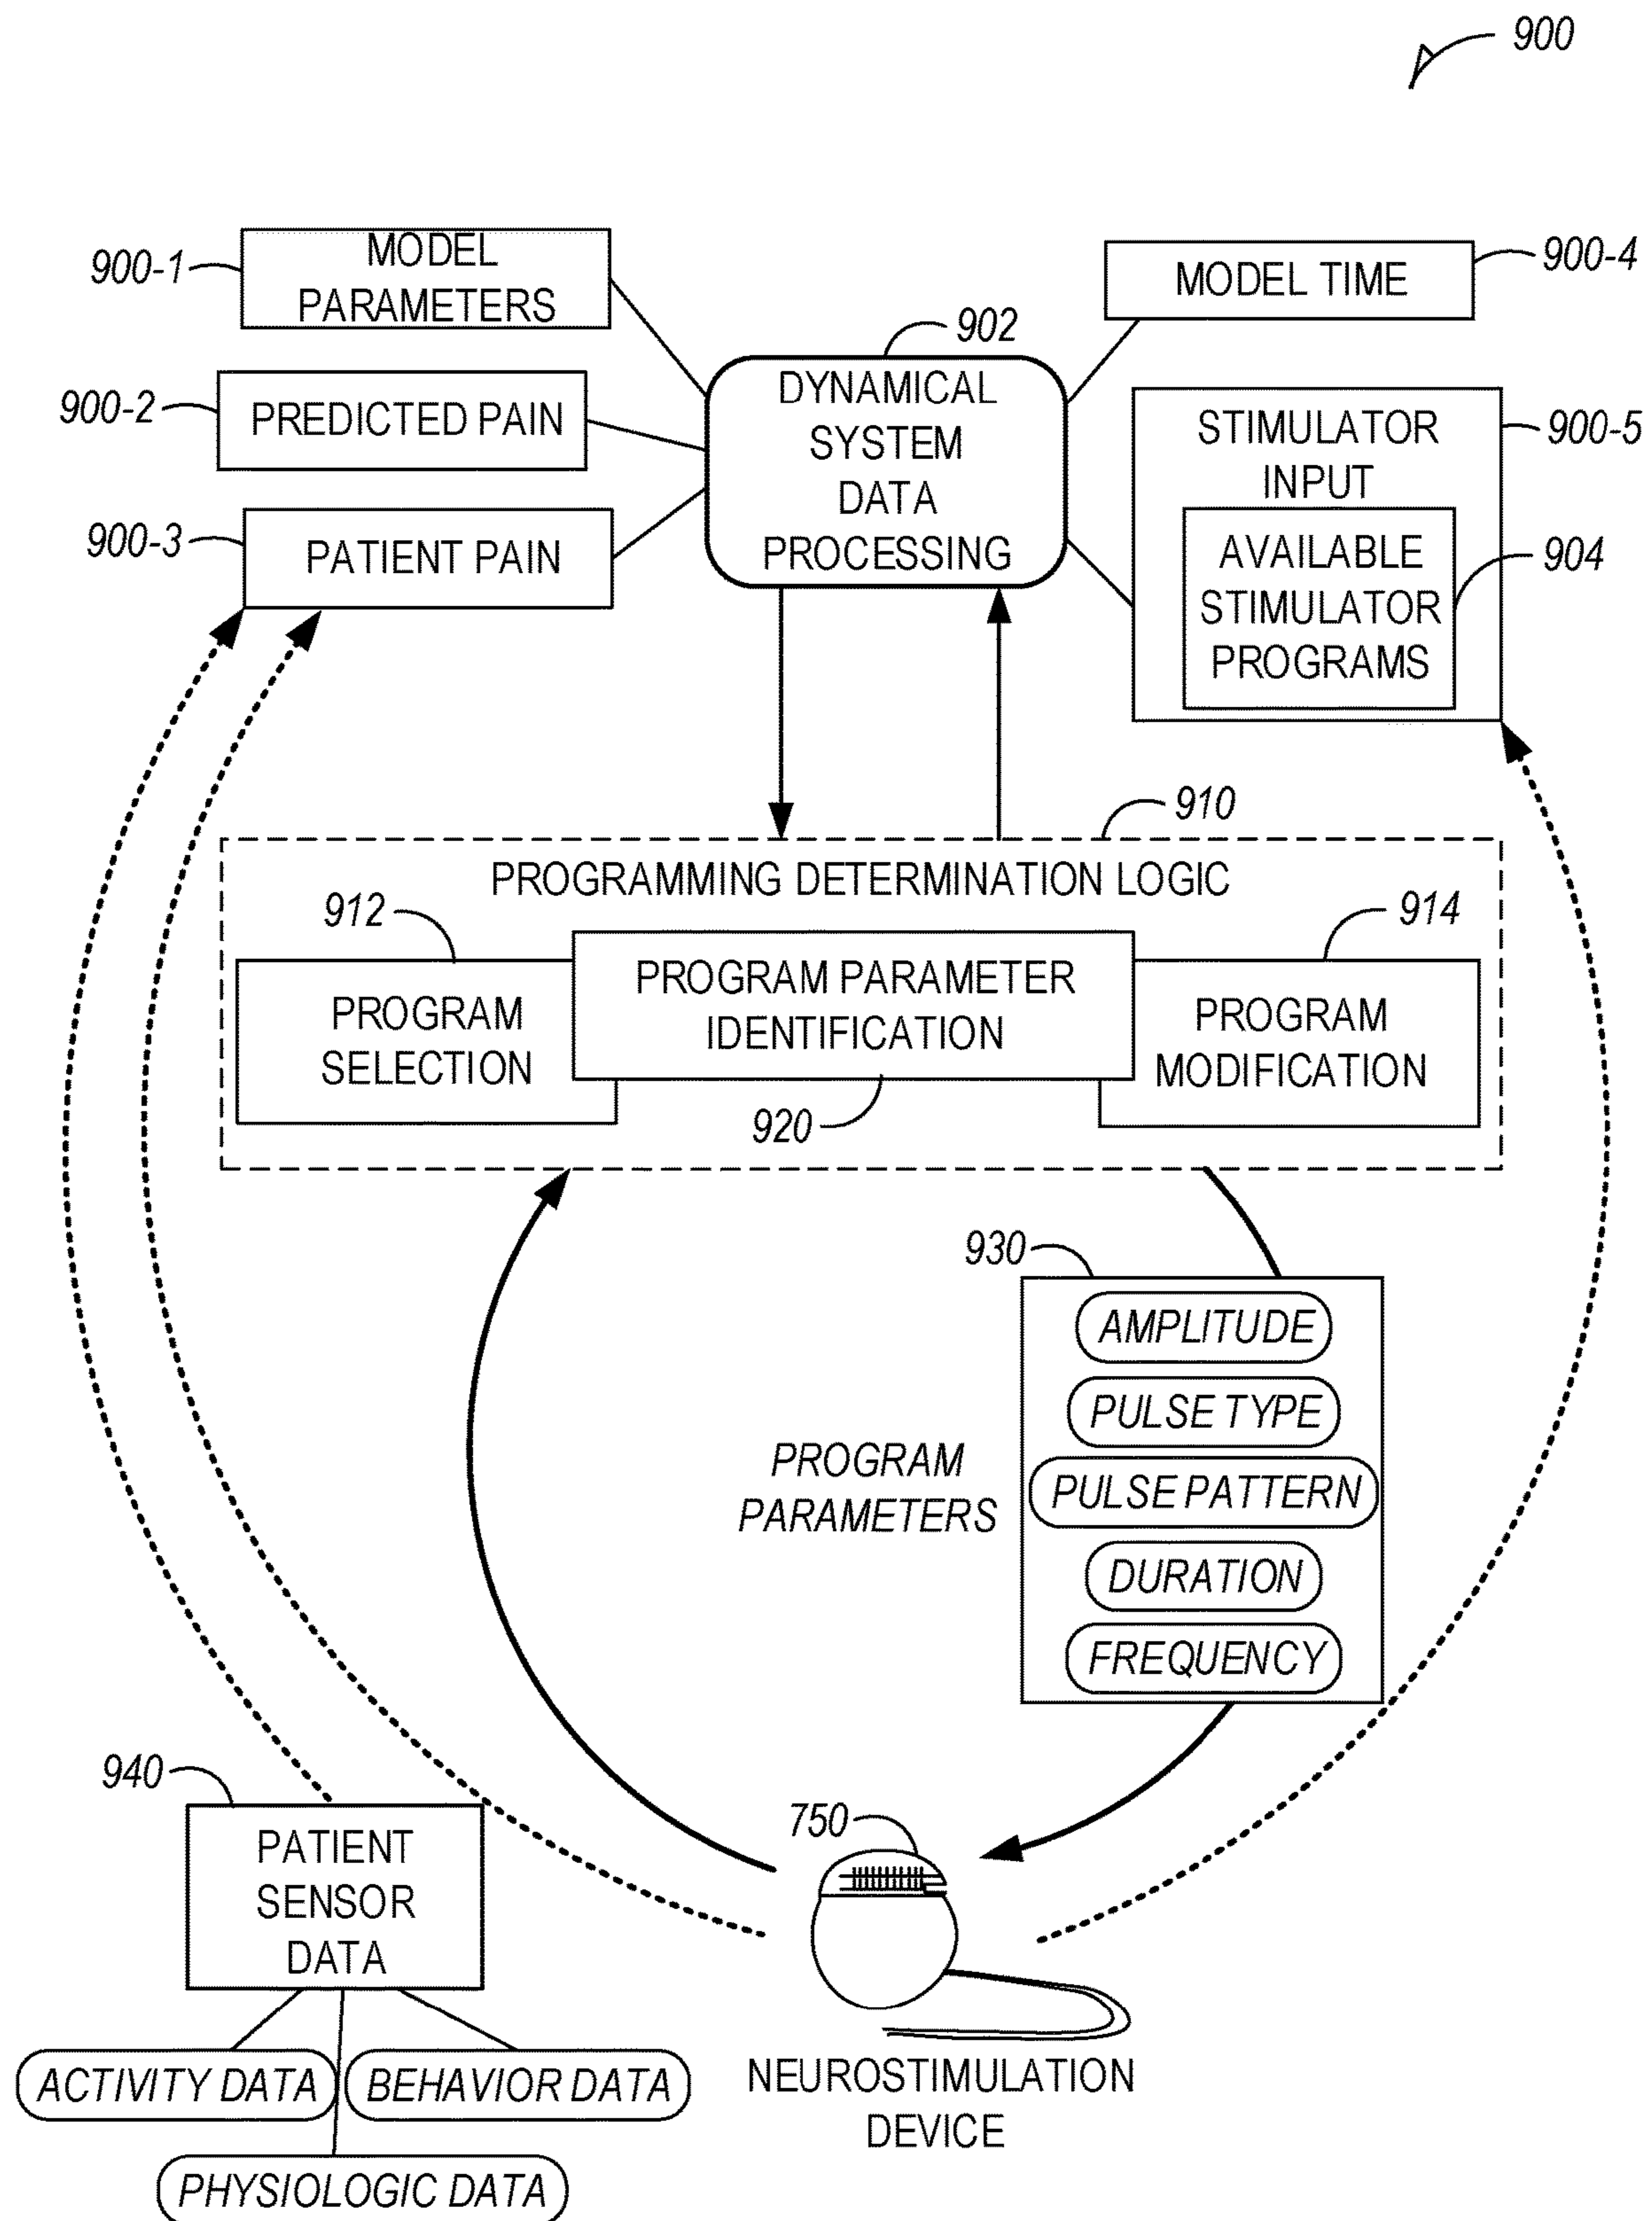 900
900-1
MODEL
PARAMETERS
900-2
PREDICTED PAIN
900-3
PATIENT PAIN
902
DYNAMICAL
SYSTEM
DATA
PROCESSING
MODEL TIME
900-4
STIMULATOR
INPUT
900-5
AVAILABLE
STIMULATOR
PROGRAMS
904
910
PROGRAMMING DETERMINATION LOGIC
912
PROGRAM
SELECTION
PROGRAM PARAMETER
IDENTIFICATION
920
914
PROGRAM
MODIFICATION
930
PROGRAM
PARAMETERS
AMPLITUDE
PULSE TYPE
PULSE PATTERN
DURATION
FREQUENCY
940
PATIENT
SENSOR
DATA
ACTIVITY DATA
BEHAVIOR DATA
PHYSIOLOGIC DATA
750
NEUROSTIMULATION
DEVICE